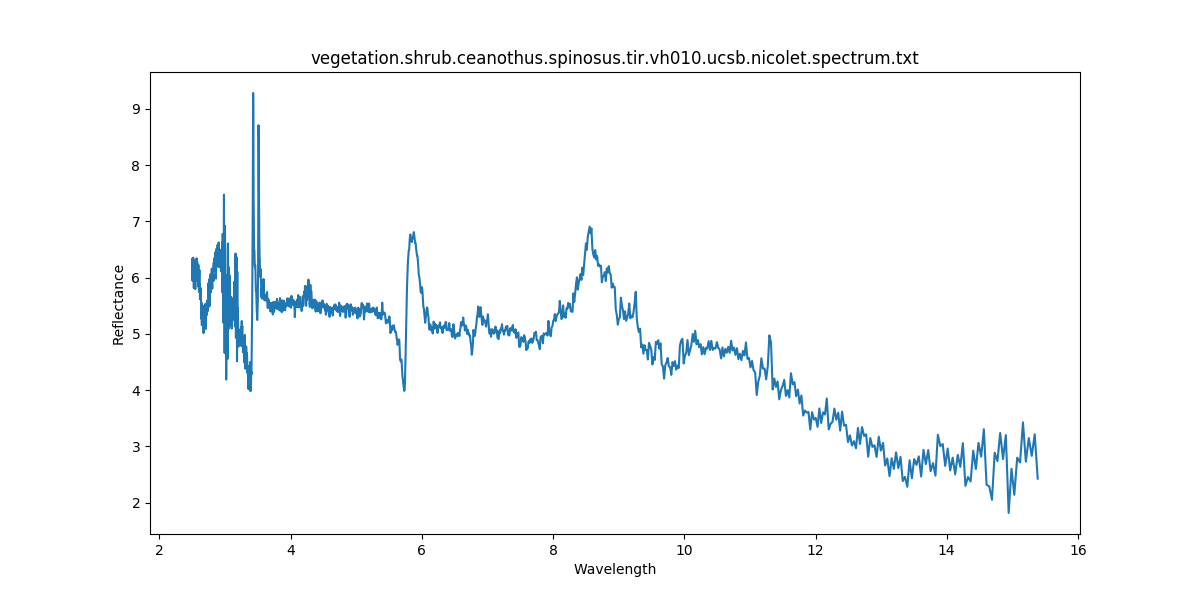 vegetation.shrub.ceanothus.spinosus.tir.vh010.ucsb.nicolet.spectrum.txt
9
8
7
6
5
4
3
2
Reflectance
2 4 6 8 10 12 14 16
Wavelength